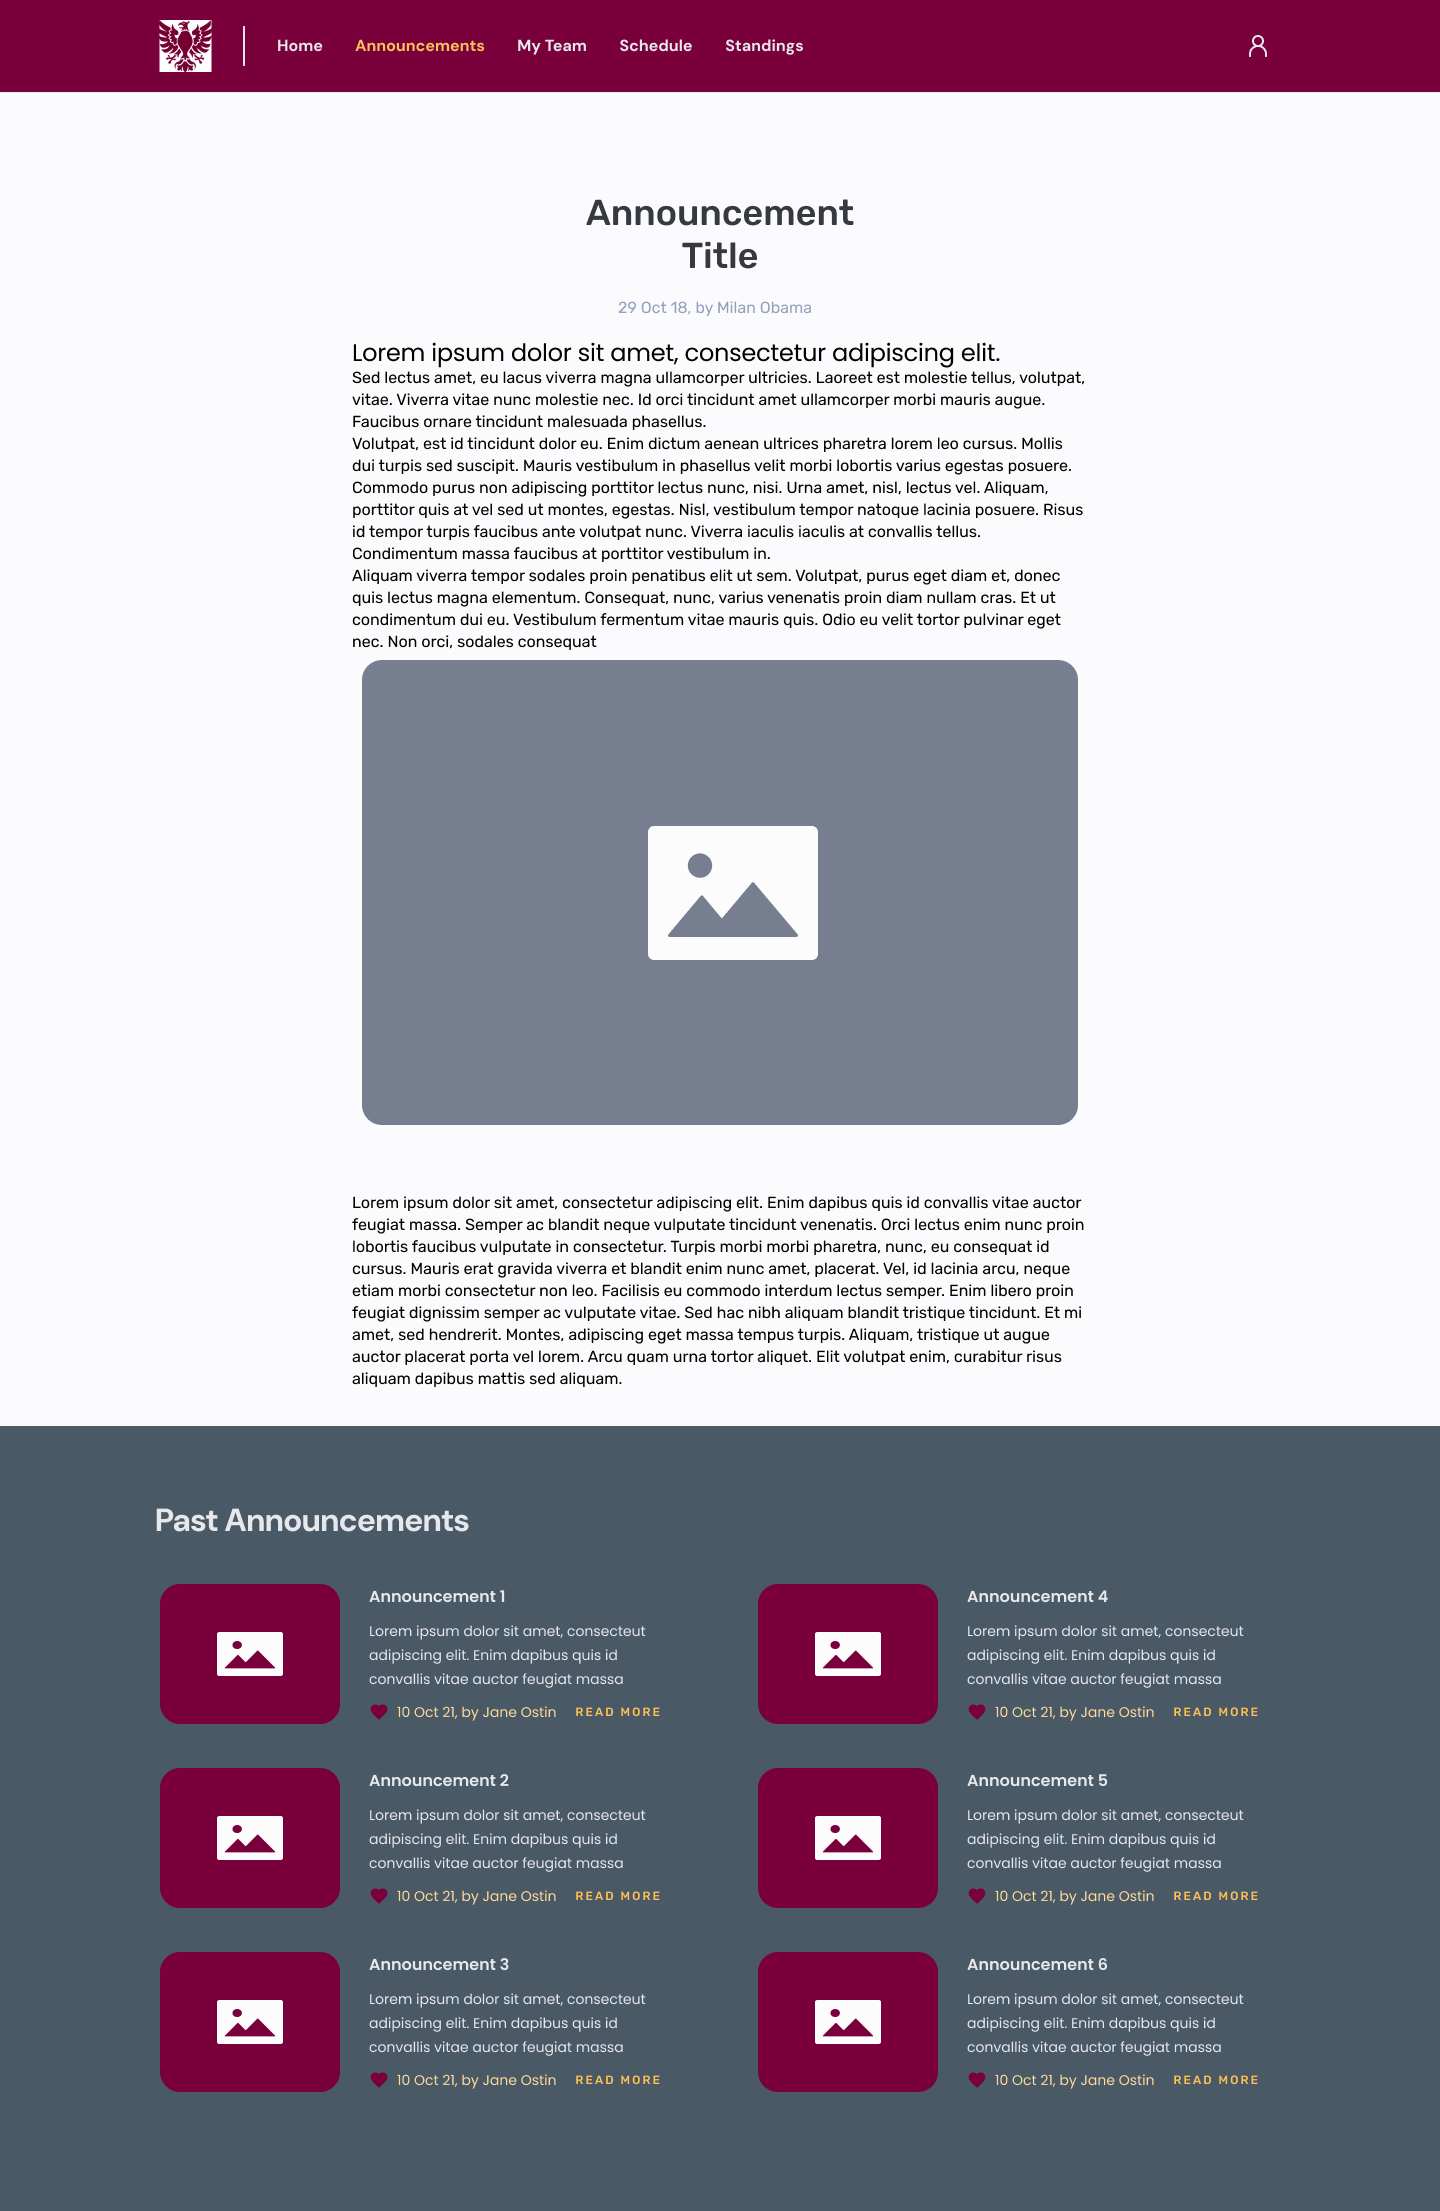 Home Announcements My Team Schedule Standings
Announcement
Title
29 Oct 18, by Milan Obama
Lorem ipsum dolor sit amet, consectetur adipiscing elit.
Sed lectus amet, eu lacus viverra magna ullamcorper ultricies. Laoreet est molestie tellus, volutpat,
vitae. Viverra vitae nunc molestie nec. Id orci tincidunt amet ullamcorper morbi mauris augue.
Faucibus ornare tincidunt malesuada phasellus.
Volutpat, est id tincidunt dolor eu. Enim dictum aenean ultrices pharetra lorem leo cursus. Mollis
dui turpis sed suscipit. Mauris vestibulum in phasellus velit morbi lobortis varius egestas posuere.
Commodo purus non adipiscing porttitor lectus nunc, nisi. Urna amet, nisl, lectus vel. Aliquam,
porttitor quis at vel sed ut montes, egestas. Nisl, vestibulum tempor natoque lacinia posuere. Risus
id tempor turpis faucibus ante volutpat nunc. Viverra iaculis iaculis at convallis tellus.
Condimentum massa faucibus at porttitor vestibulum in.
Aliquam viverra tempor sodales proin penatibus elit ut sem. Volutpat, purus eget diam et, donec
quis lectus magna elementum. Consequat, nunc, varius venenatis proin diam nullam cras. Et ut
condimentum dui eu. Vestibulum fermentum vitae mauris quis. Odio eu velit tortor pulvinar eget
nec. Non orci, sodales consequat
Lorem ipsum dolor sit amet, consectetur adipiscing elit. Enim dapibus quis id convallis vitae auctor
feugiat massa. Semper ac blandit neque vulputate tincidunt venenatis. Orci lectus enim nunc proin
lobortis faucibus vulputate in consectetur. Turpis morbi morbi pharetra, nunc, eu consequat id
cursus. Mauris erat gravida viverra et blandit enim nunc amet, placerat. Vel, id lacinia arcu, neque
etiam morbi consectetur non leo. Facilisis eu commodo interdum lectus semper. Enim libero proin
feugiat dignissim semper ac vulputate vitae. Sed hac nibh aliquam blandit tristique tincidunt. Et mi
amet, sed hendrerit. Montes, adipiscing eget massa tempus turpis. Aliquam, tristique ut augue
auctor placerat porta vel lorem. Arcu quam urna tortor aliquet. Elit volutpat enim, curabitur risus
aliquam dapibus mattis sed aliquam.
Past Announcements
Announcement 1
Lorem ipsum dolor sit amet, consecteut
adipiscing elit. Enim dapibus quis id
convallis vitae auctor feugiat massa
10 Oct 21, by Jane Ostin READ MORE
Announcement 2
Lorem ipsum dolor sit amet, consecteut
adipiscing elit. Enim dapibus quis id
convallis vitae auctor feugiat massa
10 Oct 21, by Jane Ostin READ MORE
Announcement 3
Lorem ipsum dolor sit amet, consecteut
adipiscing elit. Enim dapibus quis id
convallis vitae auctor feugiat massa
10 Oct 21, by Jane Ostin READ MORE
Announcement 4
Lorem ipsum dolor sit amet, consecteut
adipiscing elit. Enim dapibus quis id
convallis vitae auctor feugiat massa
10 Oct 21, by Jane Ostin READ MORE
Announcement 5
Lorem ipsum dolor sit amet, consecteut
adipiscing elit. Enim dapibus quis id
convallis vitae auctor feugiat massa
10 Oct 21, by Jane Ostin READ MORE
Announcement 6
Lorem ipsum dolor sit amet, consecteut
adipiscing elit. Enim dapibus quis id
convallis vitae auctor feugiat massa
10 Oct 21, by Jane Ostin READ MORE